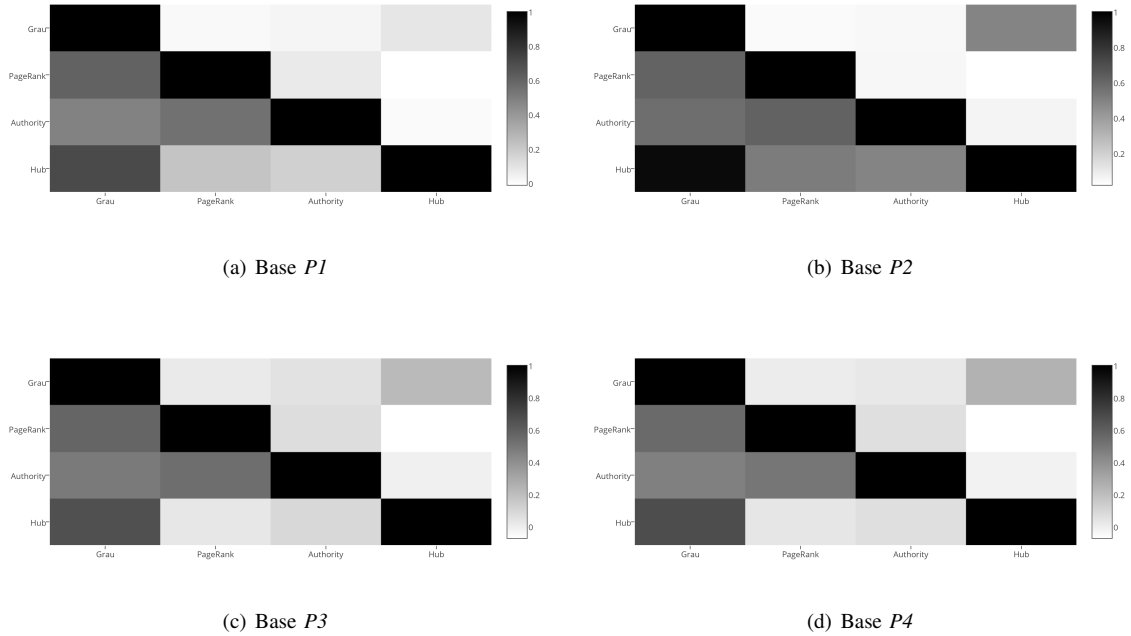 Grau
PageRank
Authority
Hub
Grau PageRank Authority Hub
1
0.8
0.6
0.4
0.2
0
(a) Base P1
Grau
PageRank
Authority
Hub
Grau PageRank Authority Hub
1
0.8
0.6
0.4
0.2
(b) Base P2
Grau
PageRank
Authority
Hub
Grau PageRank Authority Hub
1
0.8
0.6
0.4
0.2
0
(c) Base P3
Grau
PageRank
Authority
Hub
Grau PageRank Authority Hub
1
0.8
0.6
0.4
0.2
0
(d) Base P4